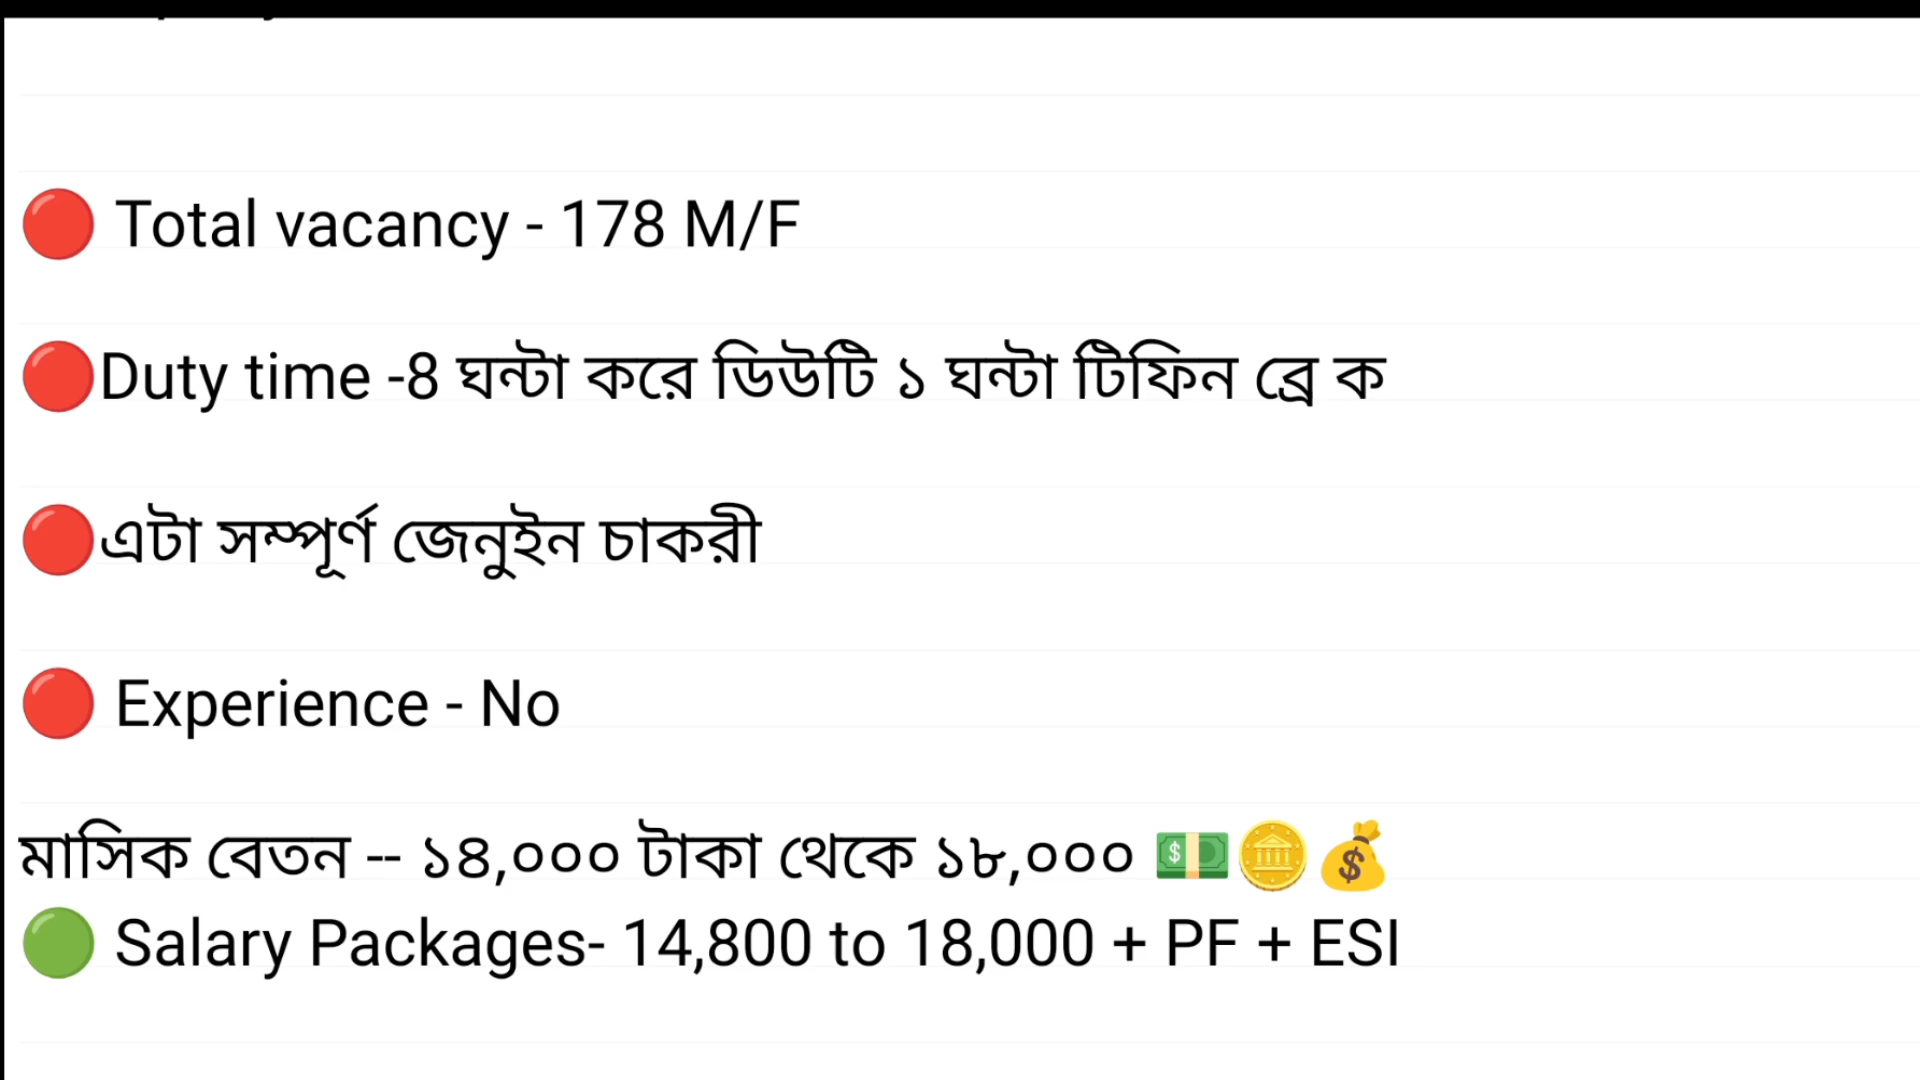 🔴 Total vacancy - 178 M/F
🔴Duty time -8 ঘন্টা করে ডিউটি ১ ঘন্টা টিফিন ব্রে ক
🔴এটা সম্পূর্ণ জেনুইন চাকরী
🔴 Experience - No
মাসিক বেতন -- ১৪,০০০ টাকা থেকে ১৮,০০০ 💵🪙💰
🟢 Salary Packages- 14,800 to 18,000 + PF + ESI